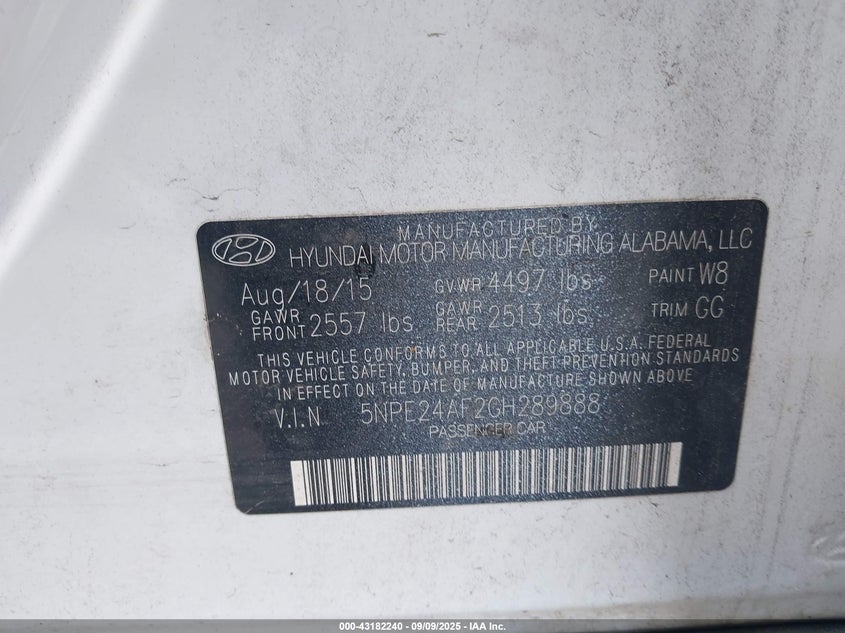 MANUFACTURED BY
HYUNDAI MOTOR MANUFACTURING ALABAMA, LLC
Aug/18/15 GVWR 4497 lbs PAINT W8
GAWR FRONT 2557 lbs GAWR REAR 2513 lbs TRIM GG
THIS VEHICLE CONFORMS TO ALL APPLICABLE U.S.A. FEDERAL
MOTOR VEHICLE SAFETY, BUMPER, AND THEFT PREVENTION STANDARDS
IN EFFECT ON THE DATE OF MANUFACTURE SHOWN ABOVE
V.I.N 5NPE24AF2GH289888
PASSENGER CAR
000-43182240 - 09/09/2025 - IAA Inc.